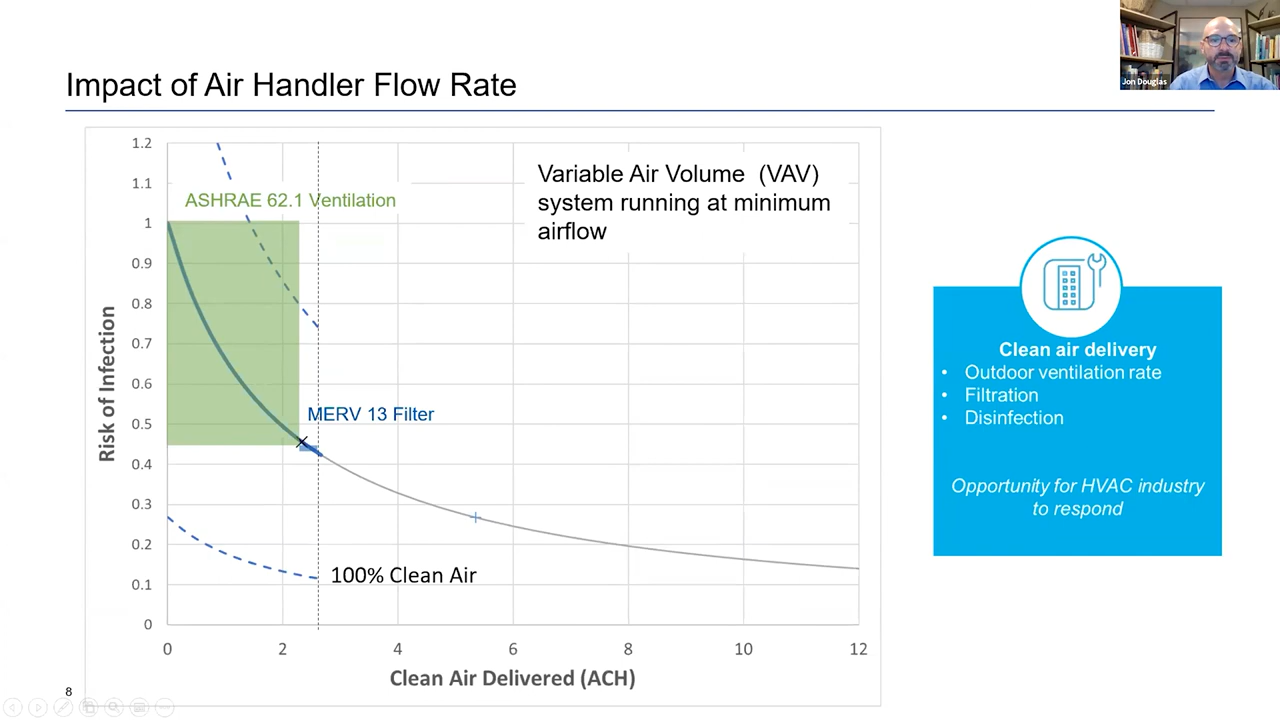 Jon Douglas
Impact of Air Handler Flow Rate
Variable Air Volume (VAV)
system running at minimum
airflow
ASHRAE 62.1 Ventilation
MERV 13 Filter
100% Clean Air
Risk of Infection
1.2
1.1
1
0.9
0.8
0.7
0.6
0.5
0.4
0.3
0.2
0.1
0
0 2 4 6 8 10 12
Clean Air Delivered (ACH)
Clean air delivery
• Outdoor ventilation rate
• Filtration
• Disinfection
Opportunity for HVAC industry
to respond
8